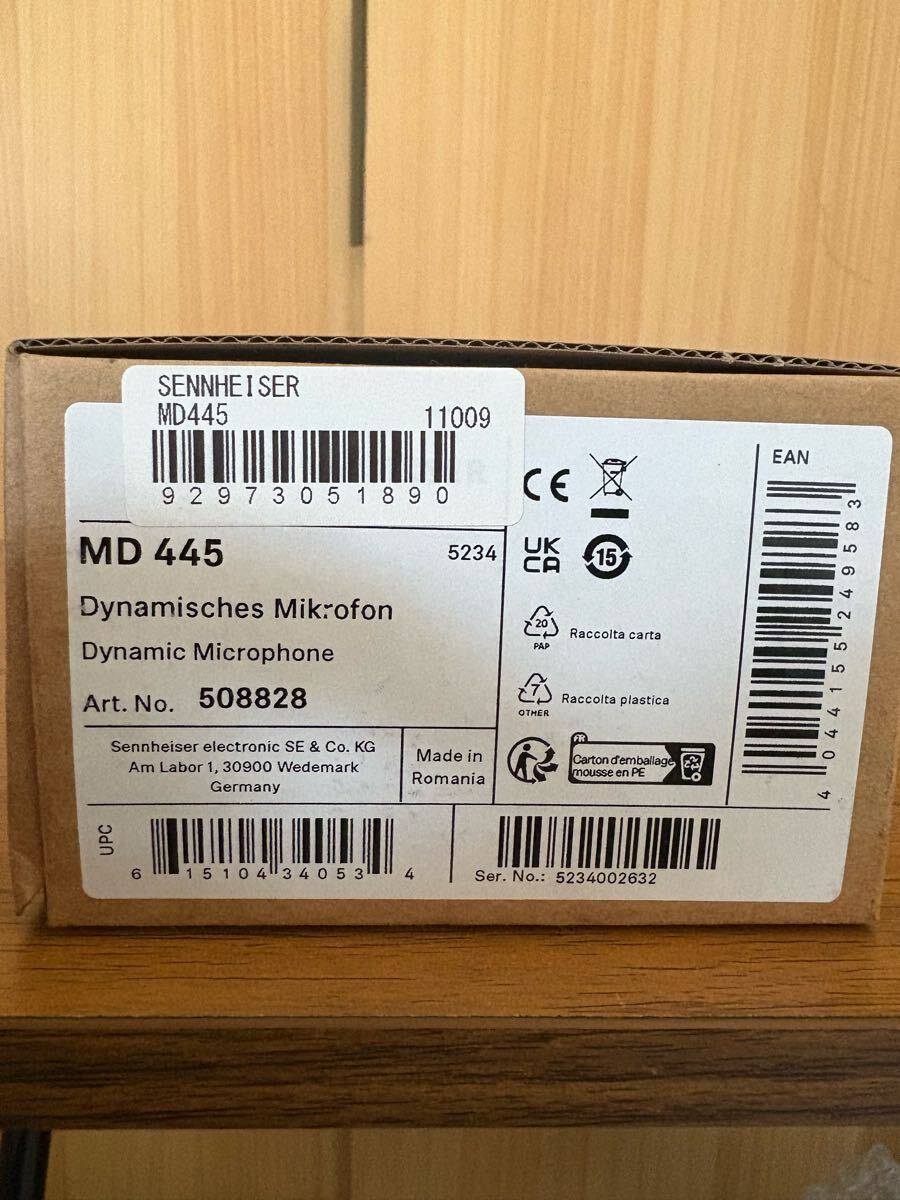 SENNHEISER
MD445 11009
92973051890
R
MD 445 5234
Dynamisches Mikrofon
Dynamic Microphone
Art. No. 508828
Sennheiser electronic SE & Co. KG
Am Labor 1, 30900 Wedemark
Germany
Made in
Romania
CE
UK
CA
15
20
PAP
Raccolta carta
7
OTHER
Raccolta plastica
FR
Carton d'emballage
mousse en PE
EAN
4 044155 249583
UPC
6 15104 34053 4
Ser. No.: 5234002632